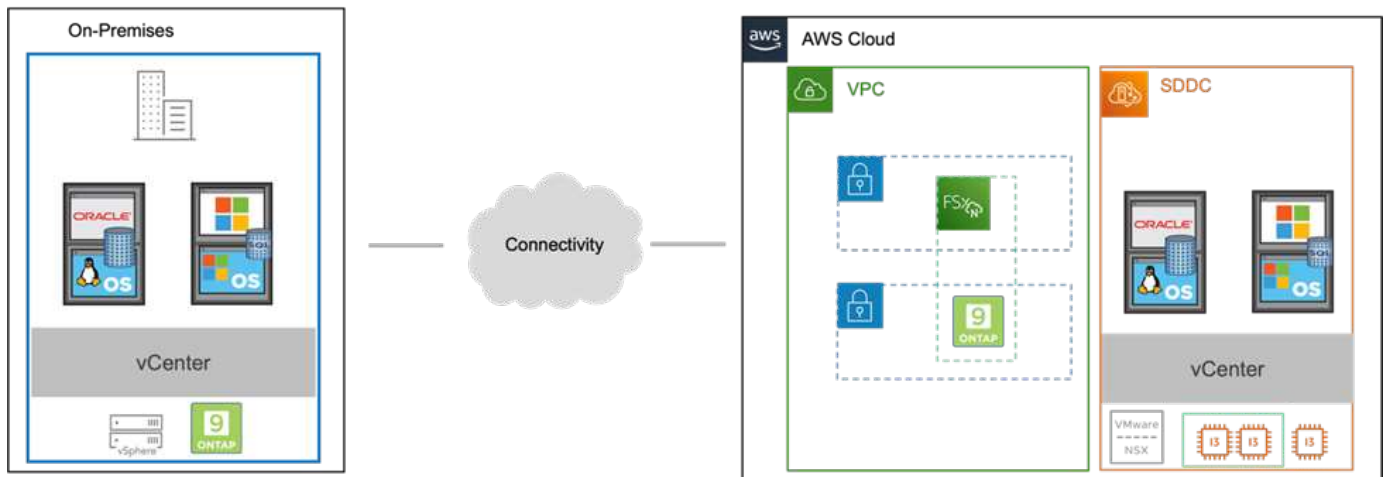 On-Premises
ORACLE
OS
SQL
OS
vCenter
vSphere
9
ONTAP
Connectivity
aws
AWS Cloud
VPC
FSx
N
9
ONTAP
SDDC
ORACLE
OS
SQL
OS
vCenter
VMware
NSX
I3
I3
I3